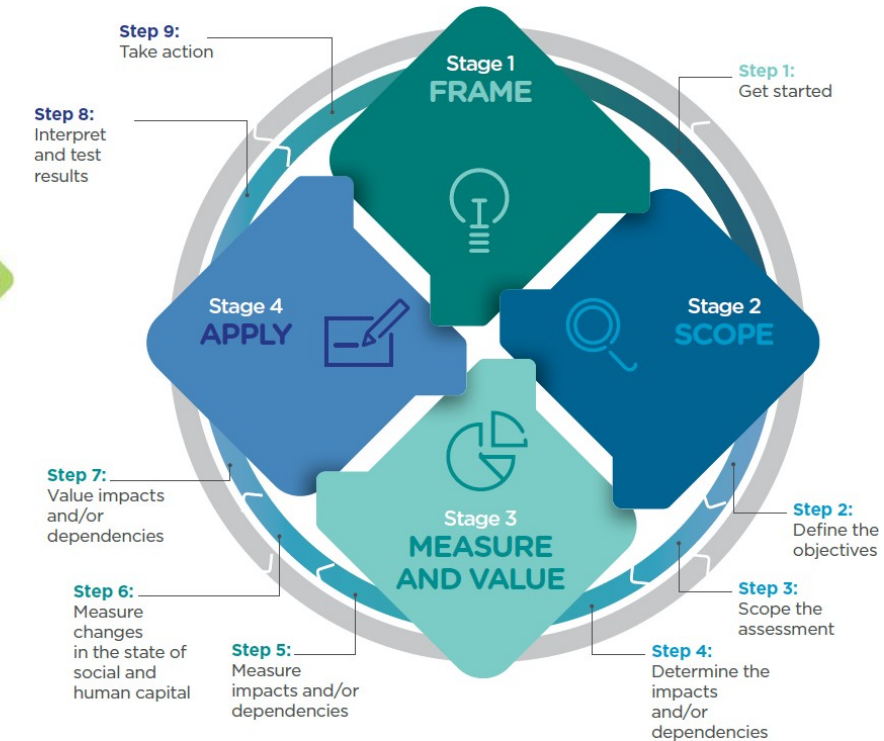 Stage 1
FRAME
Step 1:
Get started
Stage 2
SCOPE
Step 2:
Define the
objectives
Step 3:
Scope the
assessment
Step 4:
Determine the
impacts
and/or
dependencies
Stage 3
MEASURE
AND VALUE
Step 5:
Measure
impacts and/or
dependencies
Step 6:
Measure
changes
in the state of
social and
human capital
Step 7:
Value impacts
and/or
dependencies
Stage 4
APPLY
Step 8:
Interpret
and test
results
Step 9:
Take action